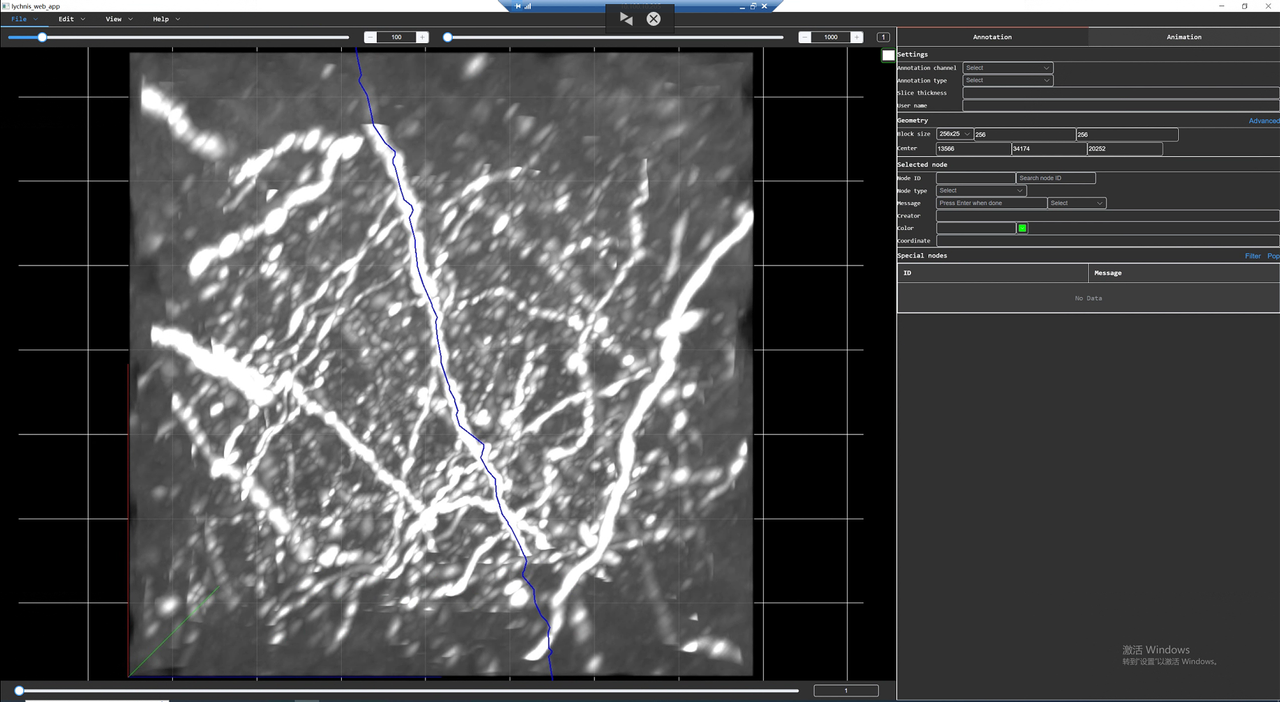 lychnis_web_app
File Edit View Help
100 1000 1
Annotation Animation
Settings
Annotation channel Select
Annotation type Select
Slice thickness
User name
Geometry Advanced
Block size 256x25 256 256
Center 13566 34174 20252
Selected node
Node ID Search node ID
Node type Select
Message Press Enter when done Select
Creator
Color
Coordinate
Special nodes Filter Pop
ID Message
No Data
激活 Windows
转到"设置"以激活 Windows。
1